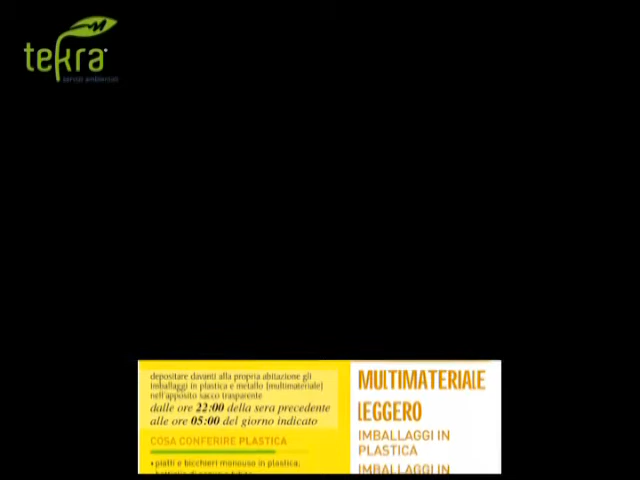 tekra
servizi ambientali
depositare davanti alla propria abitazione gli
imballaggi in plastica e metallo [multimateriale]
nell'apposito sacco trasparente
dalle ore 22:00 della sera precedente
alle ore 05:00 del giorno indicato
COSA CONFERIRE PLASTICA
• piatti e bicchieri monouso in plastica;
MULTIMATERIALE
LEGGERO
IMBALLAGGI IN
PLASTICA
IMBALLAGGI IN